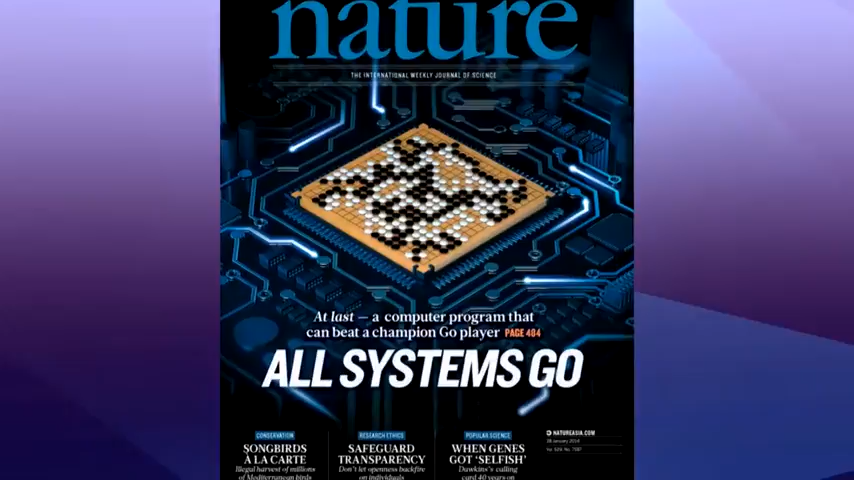 nature
THE INTERNATIONAL WEEKLY JOURNAL OF SCIENCE
At last – a computer program that
can beat a champion Go player PAGE 484
ALL SYSTEMS GO
CONSERVATION
SONGBIRDS
À LA CARTE
Illegal harvest of millions
of Mediterranean birds
RESEARCH ETHICS
SAFEGUARD
TRANSPARENCY
Don't let openness backfire
on individuals
POPULAR SCIENCE
WHEN GENES
GOT 'SELFISH'
Dawkins's calling
card 40 years on
NATUREASIA.COM
28 January 2016